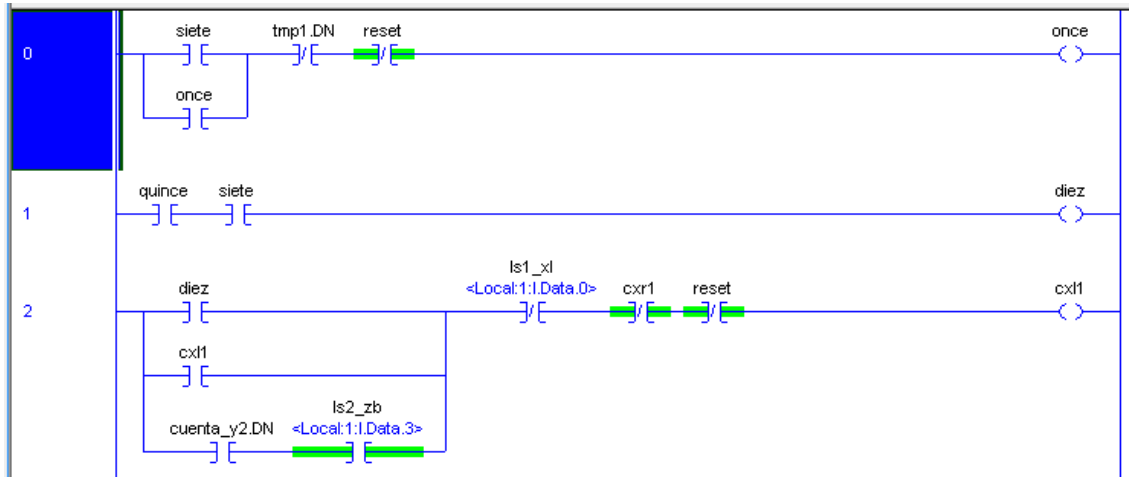 siete tmp1.DN reset once
0
once
quince siete diez
1
ls1_xl
diez <Local:1:I.Data.0> cxr1 reset cxl1
2
cxl1
ls2_zb
cuenta_y2.DN <Local:1:I.Data.3>